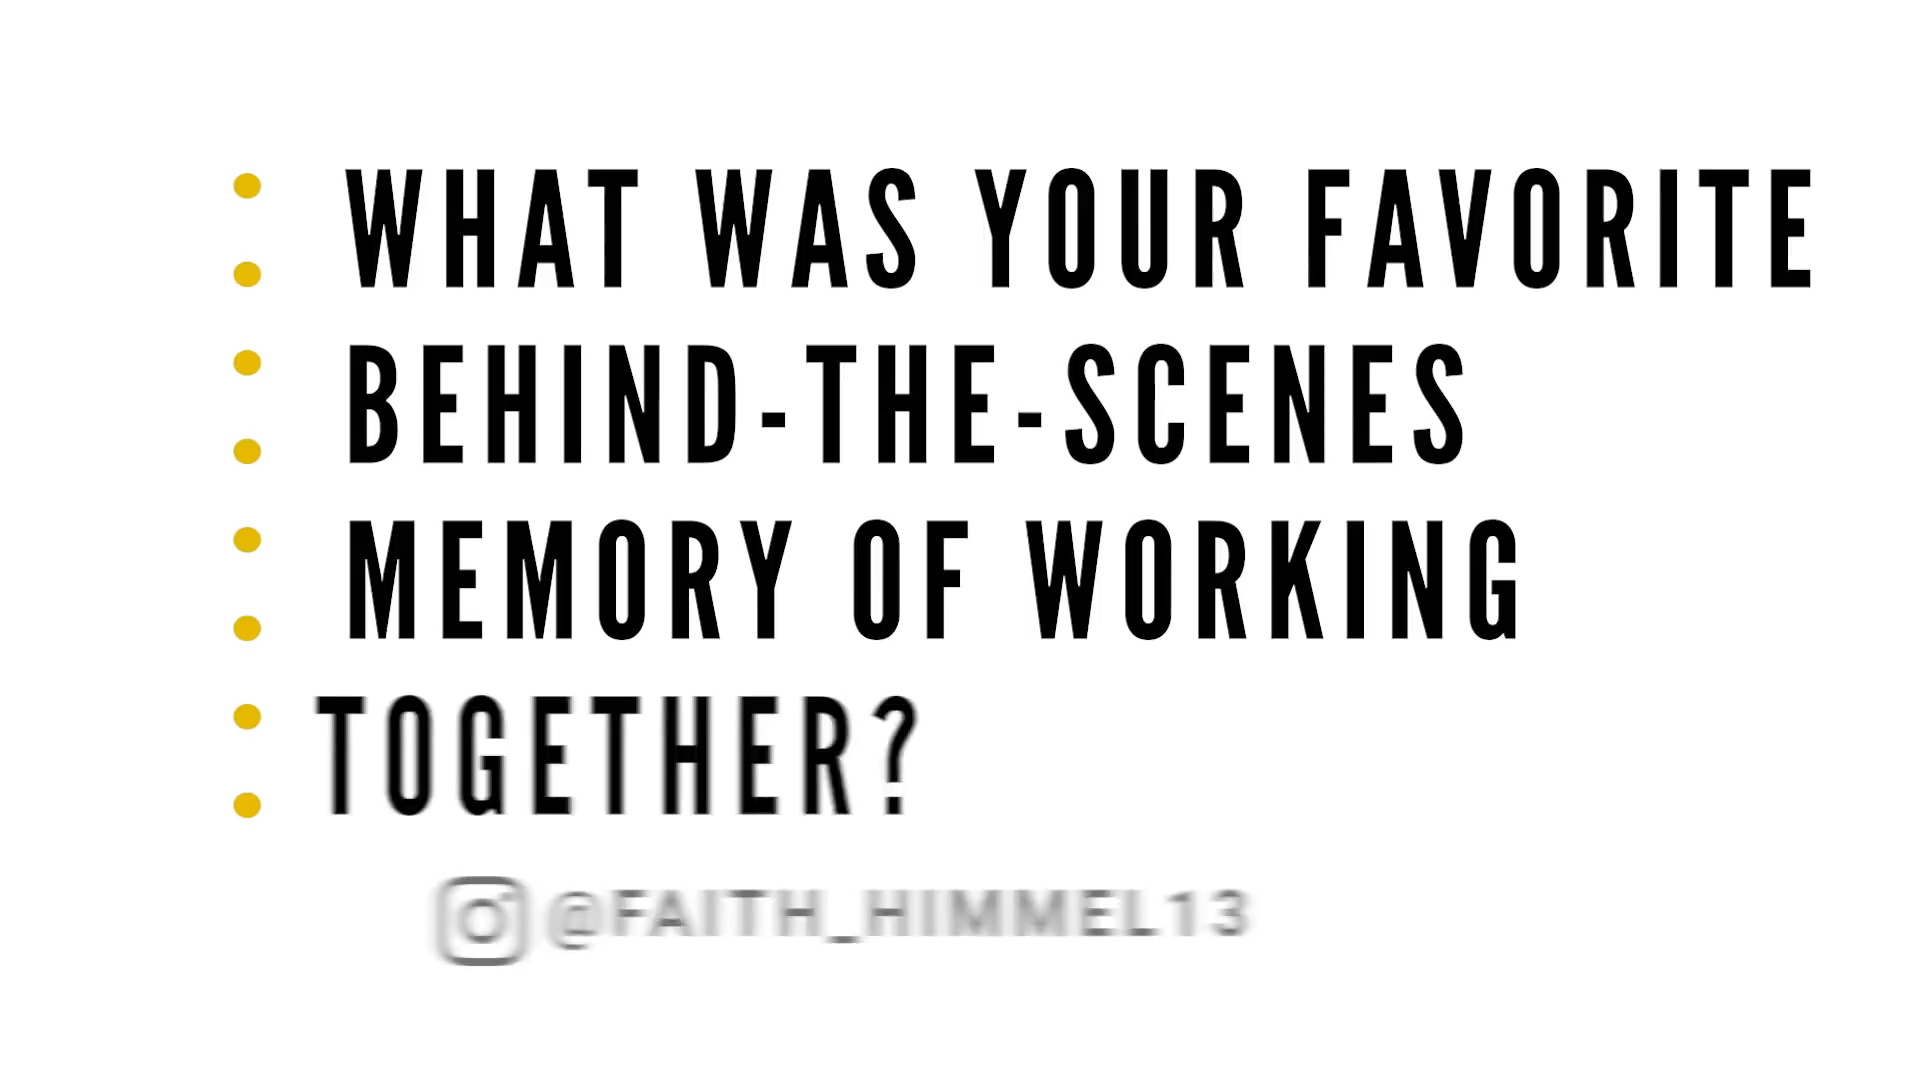 WHAT WAS YOUR FAVORITE
BEHIND-THE-SCENES
MEMORY OF WORKING
TOGETHER?
@FAITH_HIMMEL13